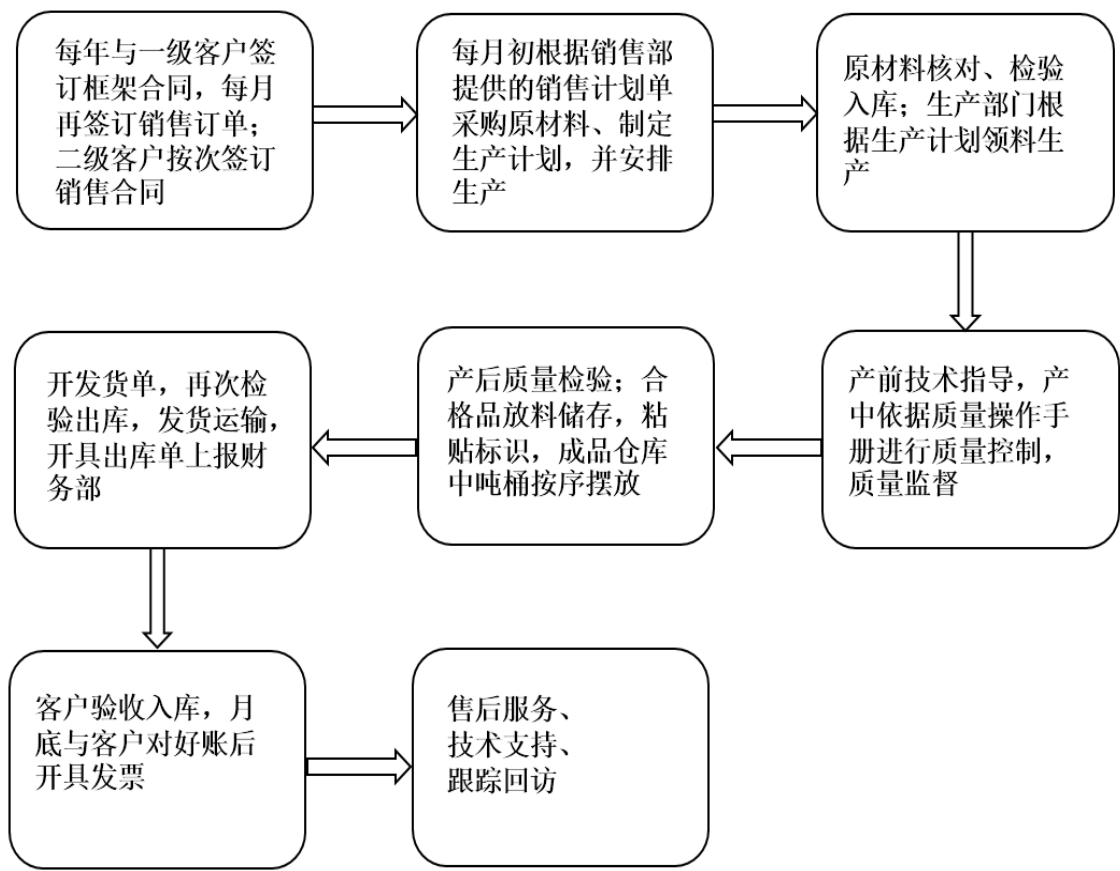 每年与一级客户签
订框架合同，每月
再签订销售订单；
二级客户按次签订
销售合同
每月初根据销售部
提供的销售计划单
采购原材料、制定
生产计划，并安排
生产
原材料核对、检验
入库；生产部门根
据生产计划领料生
产
产前技术指导，产
中依据质量操作手
册进行质量控制，
质量监督
产后质量检验；合
格品放料储存，粘
贴标识，成品仓库
中吨桶按序摆放
开发货单，再次检
验出库，发货运输，
开具出库单上报财
务部
客户验收入库，月
底与客户对好账后
开具发票
售后服务、
技术支持、
跟踪回访